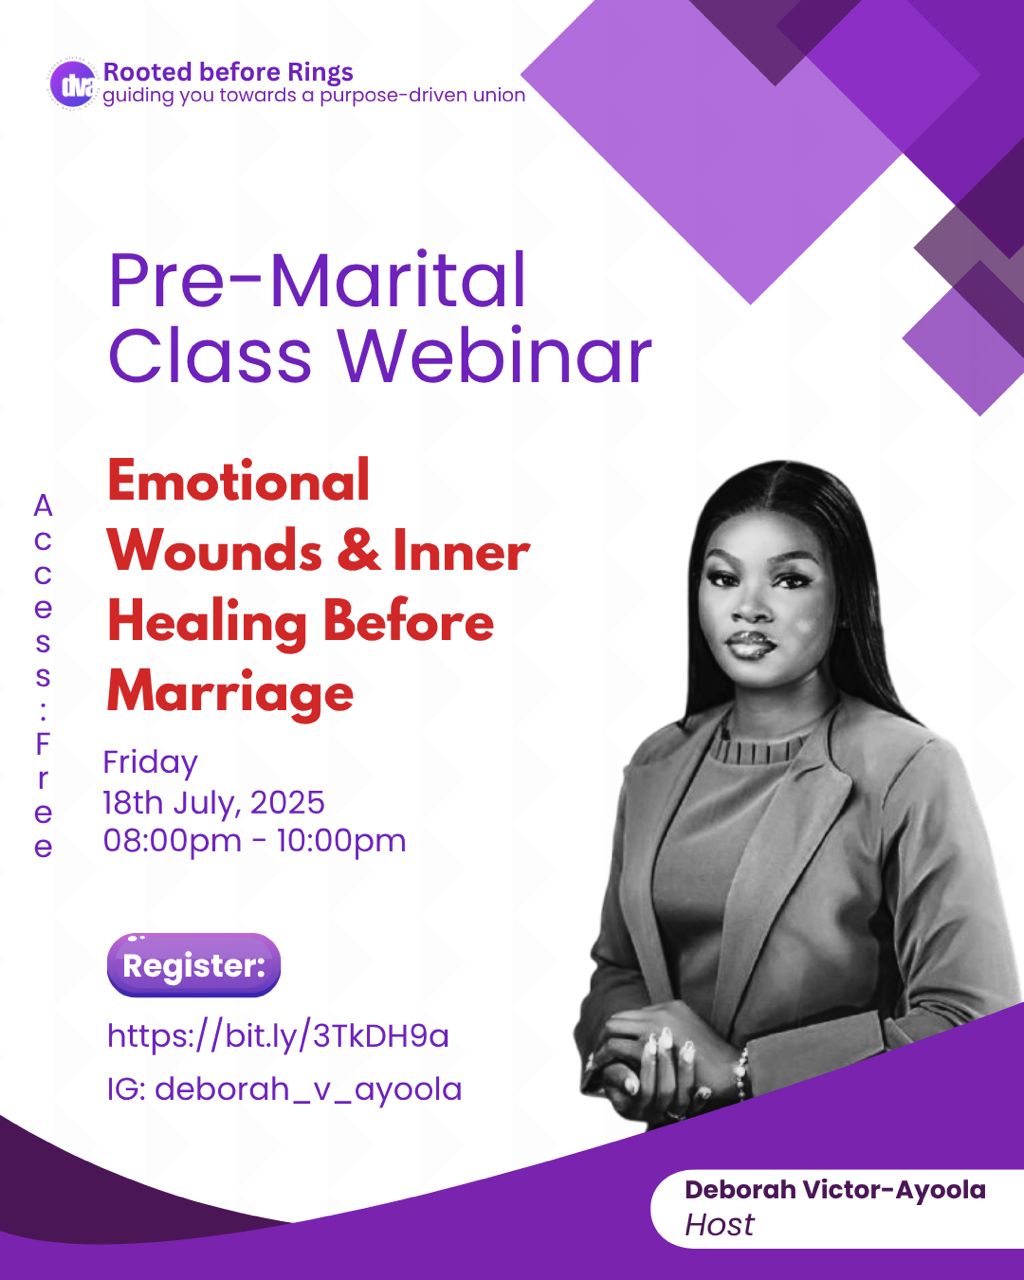 dva
Rooted before Rings
guiding you towards a purpose-driven union
Pre-Marital
Class Webinar
Emotional
Wounds & Inner
Healing Before
Marriage
Access:Free
Friday
18th July, 2025
08:00pm - 10:00pm
Register:
https://bit.ly/3TkDH9a
IG: deborah_v_ayoola
Deborah Victor-Ayoola
Host